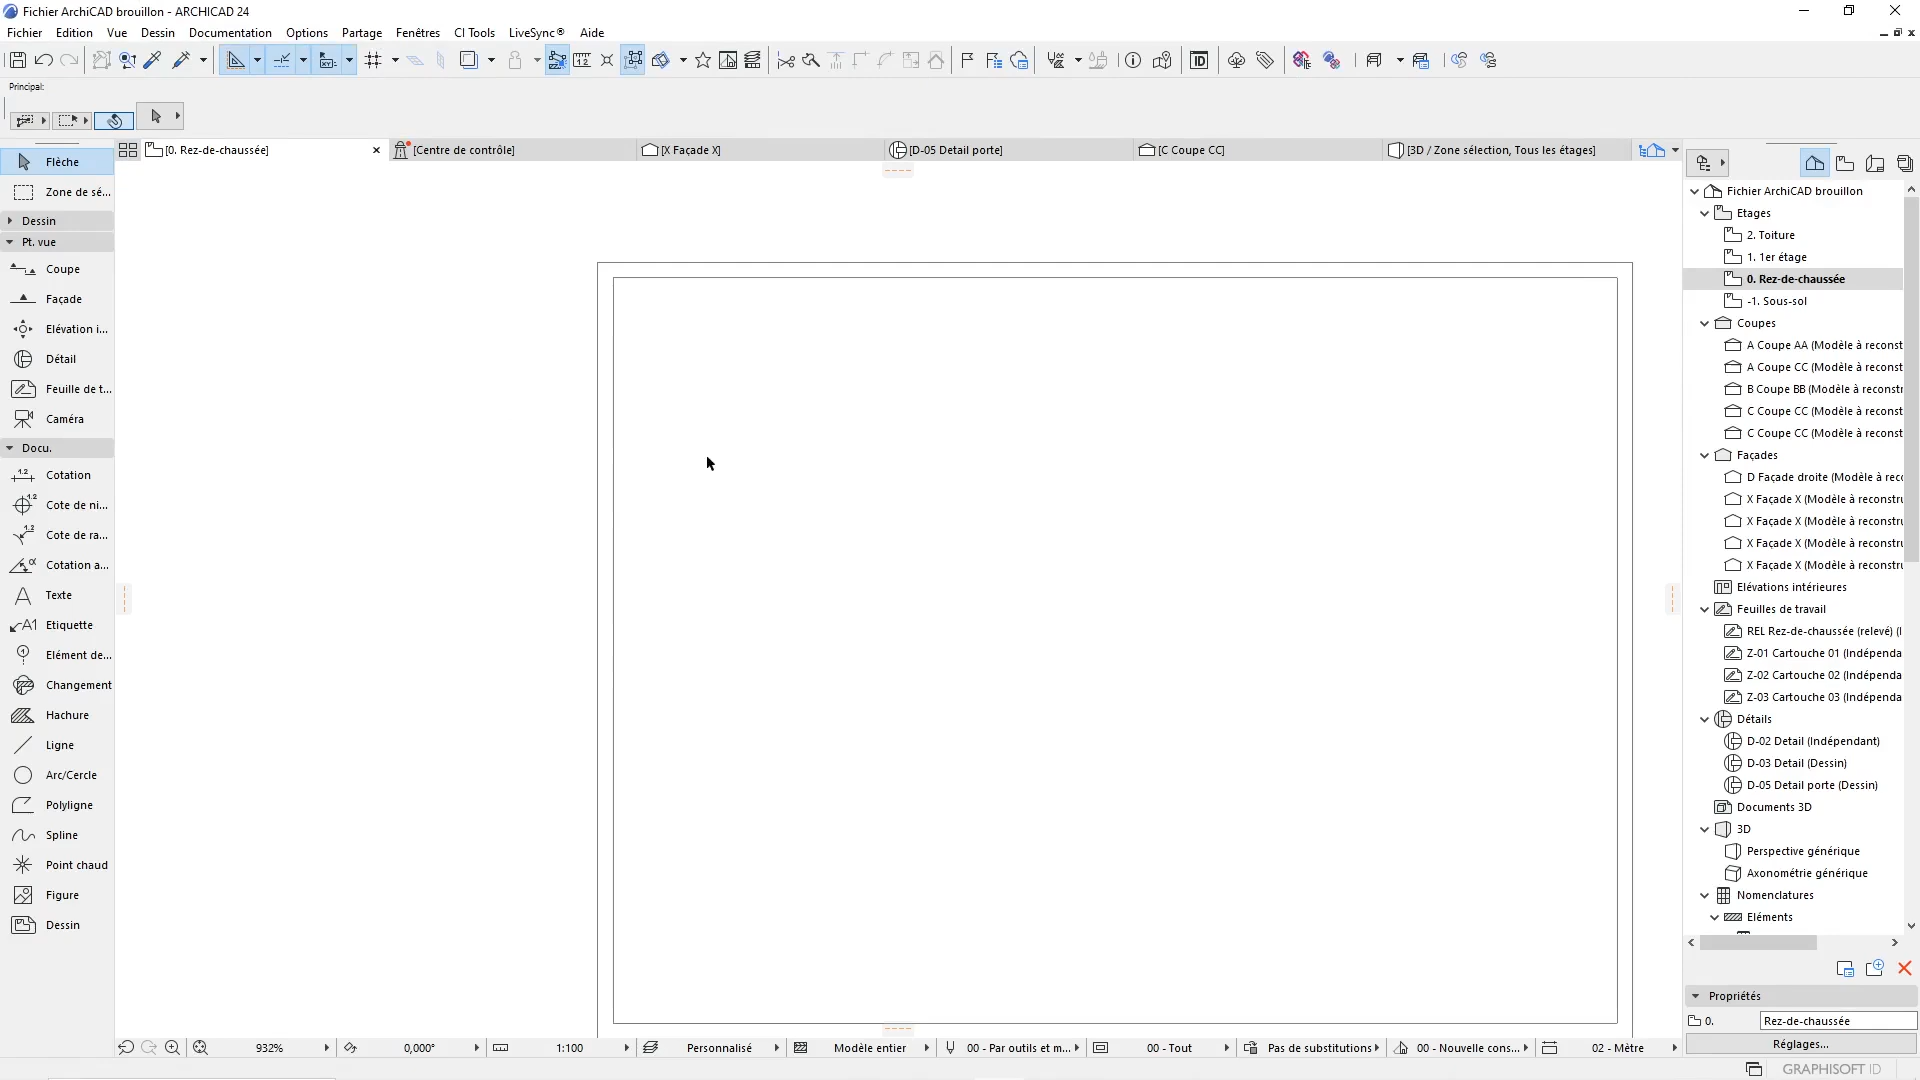 Fichier ArchiCAD brouillon - ARCHICAD 24
Fichier Edition Vue Dessin Documentation Options Partage Fenêtres CI Tools LiveSync® Aide
Principal:
[0. Rez-de-chaussée] [Centre de contrôle] [X Façade X] [D-05 Detail porte] [C Coupe CC] [3D / Zone sélection, Tous les étages]
Flèche
Zone de sé...
Dessin
Pt. vue
Coupe
Façade
Elévation i...
Détail
Feuille de t...
Caméra
Docu.
Cotation
Cote de ni...
Cote de ra...
Cotation a...
Texte
Etiquette
Elément de...
Changement
Hachure
Ligne
Arc/Cercle
Polyligne
Spline
Point chaud
Figure
Dessin
Fichier ArchiCAD brouillon
Etages
2. Toiture
1. 1er étage
0. Rez-de-chaussée
-1. Sous-sol
Coupes
A Coupe AA (Modèle à reconst
A Coupe CC (Modèle à reconst
B Coupe BB (Modèle à reconstr
C Coupe CC (Modèle à reconst
C Coupe CC (Modèle à reconst
Façades
D Façade droite (Modèle à reco
X Façade X (Modèle à reconstru
X Façade X (Modèle à reconstru
X Façade X (Modèle à reconstru
X Façade X (Modèle à reconstru
Elévations intérieures
Feuilles de travail
REL Rez-de-chaussée (relevé) (I
Z-01 Cartouche 01 (Indépenda
Z-02 Cartouche 02 (Indépenda
Z-03 Cartouche 03 (Indépenda
Détails
D-02 Detail (Indépendant)
D-03 Detail (Dessin)
D-05 Detail porte (Dessin)
Documents 3D
3D
Perspective générique
Axonométrie générique
Nomenclatures
Eléments
Propriétés
0. Rez-de-chaussée
Réglages...
932% 0,000° 1:100 Personnalisé Modèle entier 00 - Par outils et m... 00 - Tout Pas de substitutions 00 - Nouvelle cons... 02 - Mètre
GRAPHISOFT ID